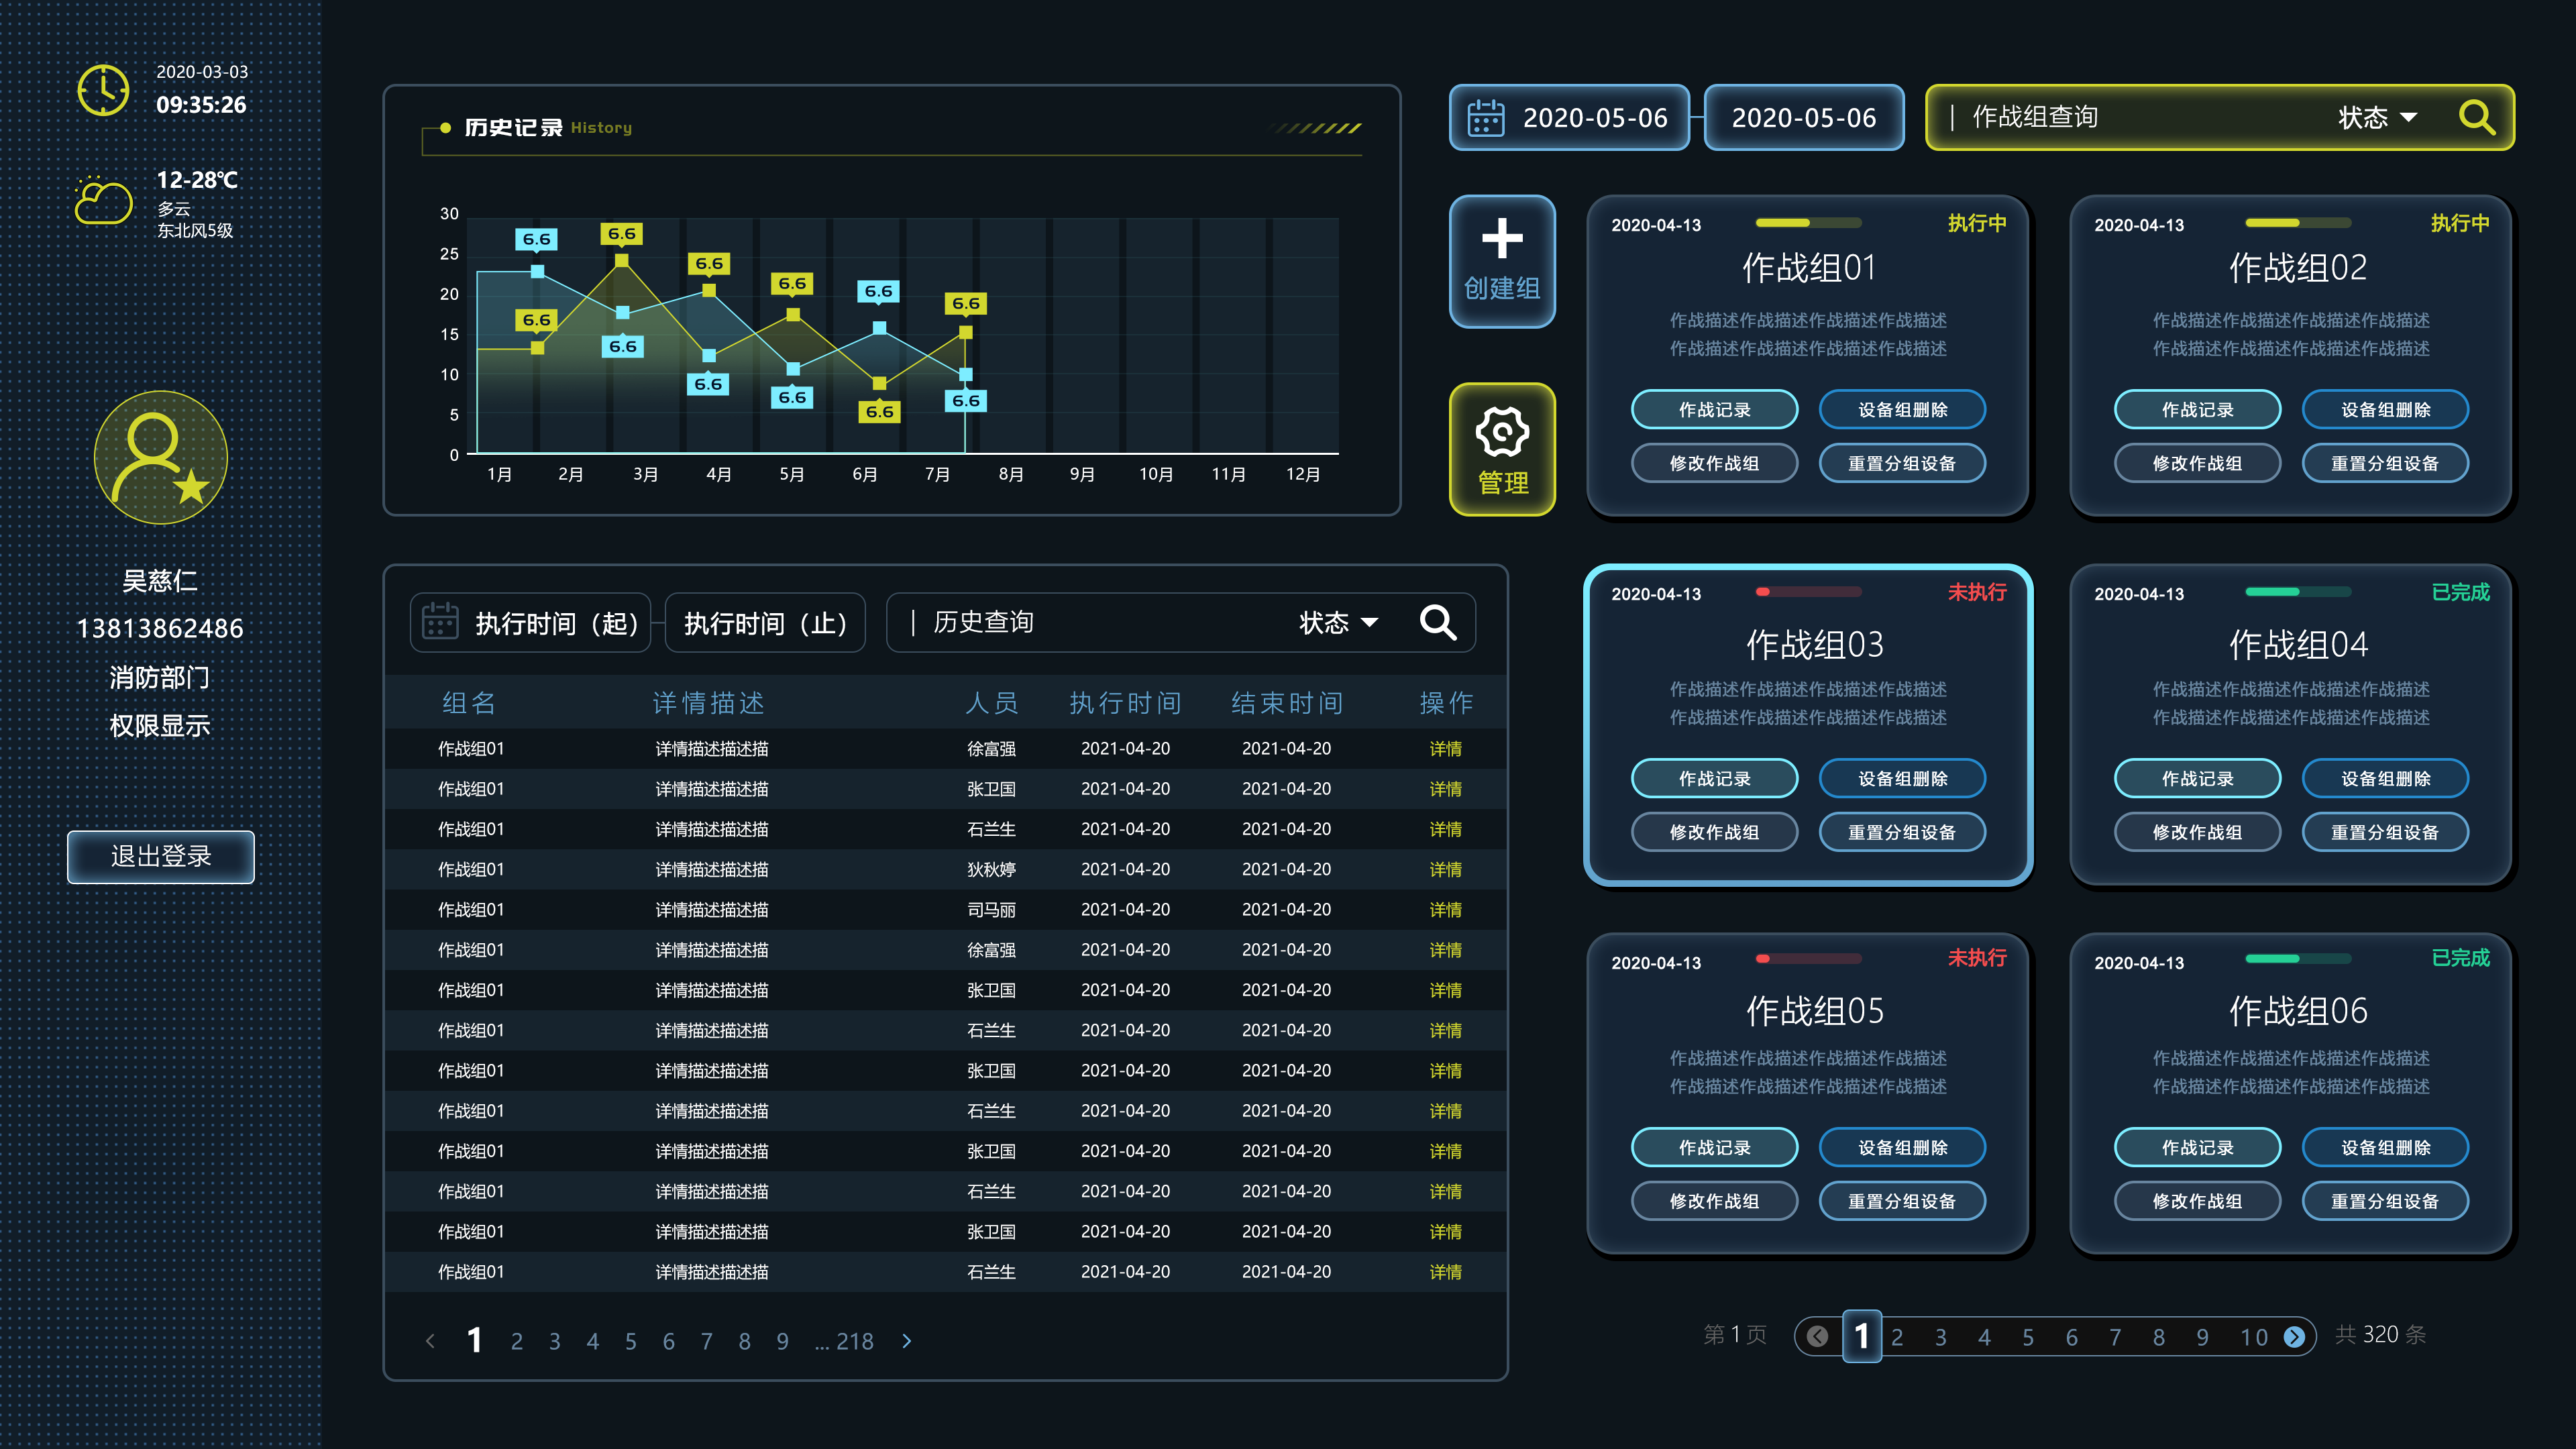 2020-03-03
09:35:26
12-28℃
多云
东北风5级
吴慈仁
13813862486
消防部门
权限显示
退出登录
历史记录 History
30
25
20
15
10
5
0
6.6 6.6 6.6 6.6 6.6 6.6
6.6 6.6 6.6 6.6 6.6 6.6
1月 2月 3月 4月 5月 6月 7月 8月 9月 10月 11月 12月
执行时间（起） 执行时间（止） 历史查询 状态
组名 详情描述 人员 执行时间 结束时间 操作
作战组01 详情描述描述描 徐富强 2021-04-20 2021-04-20 详情
作战组01 详情描述描述描 张卫国 2021-04-20 2021-04-20 详情
作战组01 详情描述描述描 石兰生 2021-04-20 2021-04-20 详情
作战组01 详情描述描述描 狄秋婷 2021-04-20 2021-04-20 详情
作战组01 详情描述描述描 司马丽 2021-04-20 2021-04-20 详情
作战组01 详情描述描述描 徐富强 2021-04-20 2021-04-20 详情
作战组01 详情描述描述描 张卫国 2021-04-20 2021-04-20 详情
作战组01 详情描述描述描 石兰生 2021-04-20 2021-04-20 详情
作战组01 详情描述描述描 张卫国 2021-04-20 2021-04-20 详情
作战组01 详情描述描述描 石兰生 2021-04-20 2021-04-20 详情
作战组01 详情描述描述描 张卫国 2021-04-20 2021-04-20 详情
作战组01 详情描述描述描 石兰生 2021-04-20 2021-04-20 详情
作战组01 详情描述描述描 张卫国 2021-04-20 2021-04-20 详情
作战组01 详情描述描述描 石兰生 2021-04-20 2021-04-20 详情
< 1 2 3 4 5 6 7 8 9 ... 218 >
2020-05-06 2020-05-06 作战组查询 状态
创建组
管理
2020-04-13 执行中
作战组01
作战描述作战描述作战描述作战描述
作战描述作战描述作战描述作战描述
作战记录 设备组删除
修改作战组 重置分组设备
2020-04-13 执行中
作战组02
作战描述作战描述作战描述作战描述
作战描述作战描述作战描述作战描述
作战记录 设备组删除
修改作战组 重置分组设备
2020-04-13 未执行
作战组03
作战描述作战描述作战描述作战描述
作战描述作战描述作战描述作战描述
作战记录 设备组删除
修改作战组 重置分组设备
2020-04-13 已完成
作战组04
作战描述作战描述作战描述作战描述
作战描述作战描述作战描述作战描述
作战记录 设备组删除
修改作战组 重置分组设备
2020-04-13 未执行
作战组05
作战描述作战描述作战描述作战描述
作战描述作战描述作战描述作战描述
作战记录 设备组删除
修改作战组 重置分组设备
2020-04-13 已完成
作战组06
作战描述作战描述作战描述作战描述
作战描述作战描述作战描述作战描述
作战记录 设备组删除
修改作战组 重置分组设备
第 1 页 1 2 3 4 5 6 7 8 9 10 共 320 条